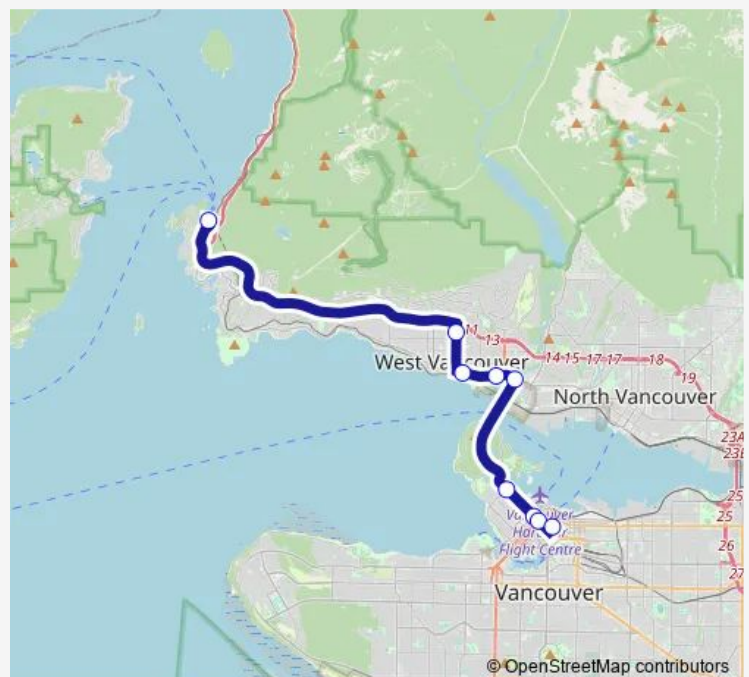 11
13
West Vancouver
14 15 17 17 18
19
North Vancouver
23A
23B
25
Vancouver
Harbour
Flight Centre
25
26
27
Vancouver
© OpenStreetMap contributors